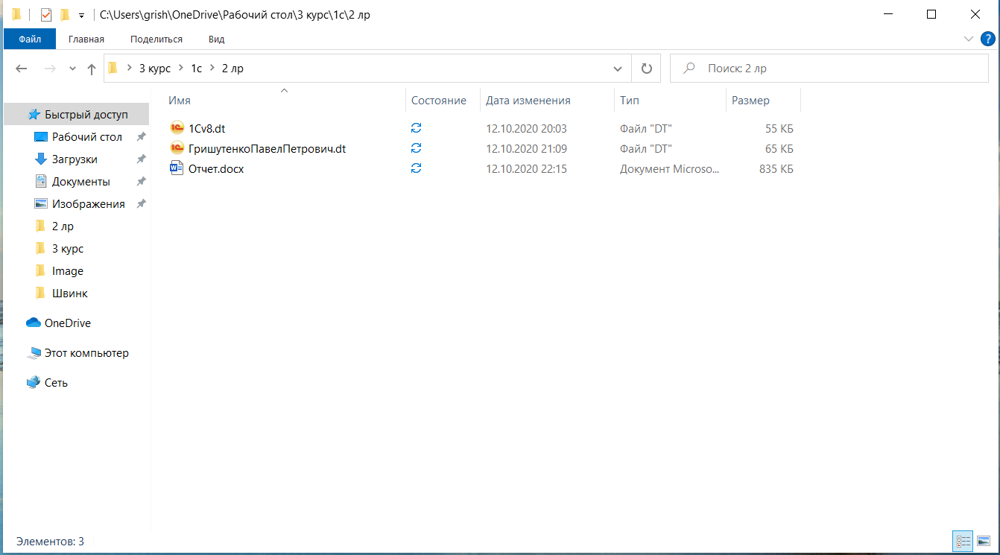 C:\Users\grish\OneDrive\Рабочий стол\3 курс\1с\2 лр
Файл Главная Поделиться Вид
3 курс 1с 2 лр Поиск: 2 лр
Имя Состояние Дата изменения Тип Размер
Быстрый доступ
Рабочий стол
Загрузки
Документы
Изображения
2 лр
3 курс
Image
Швинк
OneDrive
Этот компьютер
Сеть
1Cv8.dt 12.10.2020 20:03 Файл "DT" 55 КБ
ГришутенкоПавелПетрович.dt 12.10.2020 21:09 Файл "DT" 65 КБ
Отчет.docx 12.10.2020 22:15 Документ Microso... 835 КБ
Элементов: 3